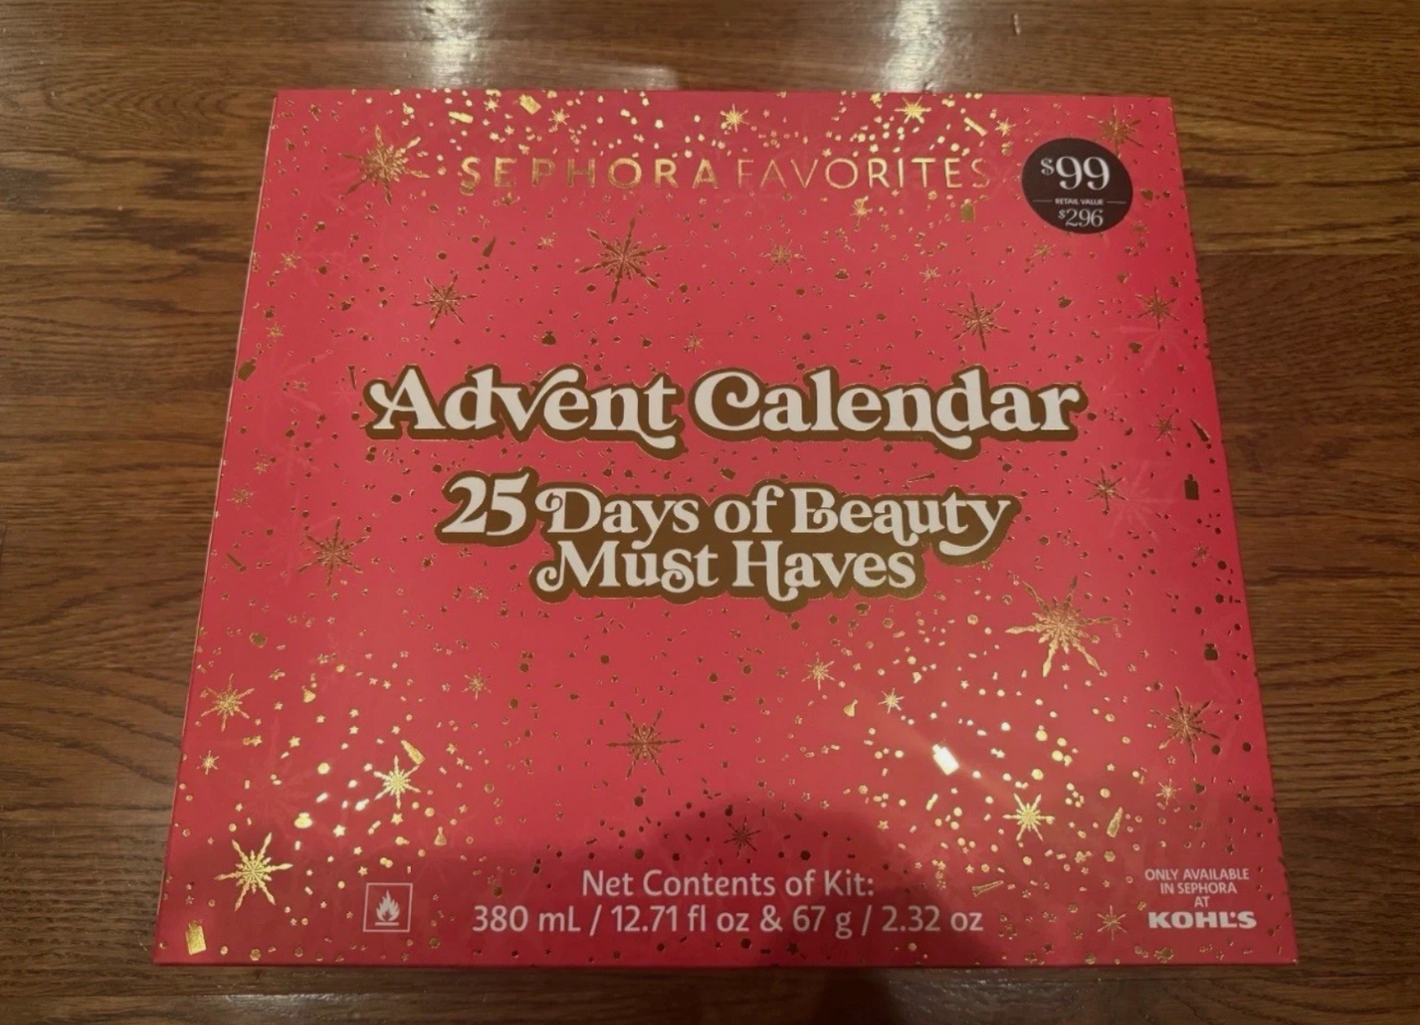 SEPHORA FAVORITES
$99
RETAIL VALUE
$296
Advent Calendar
25 Days of Beauty
Must Haves
Net Contents of Kit:
380 mL / 12.71 fl oz & 67 g / 2.32 oz
ONLY AVAILABLE
IN SEPHORA
AT
KOHL'S